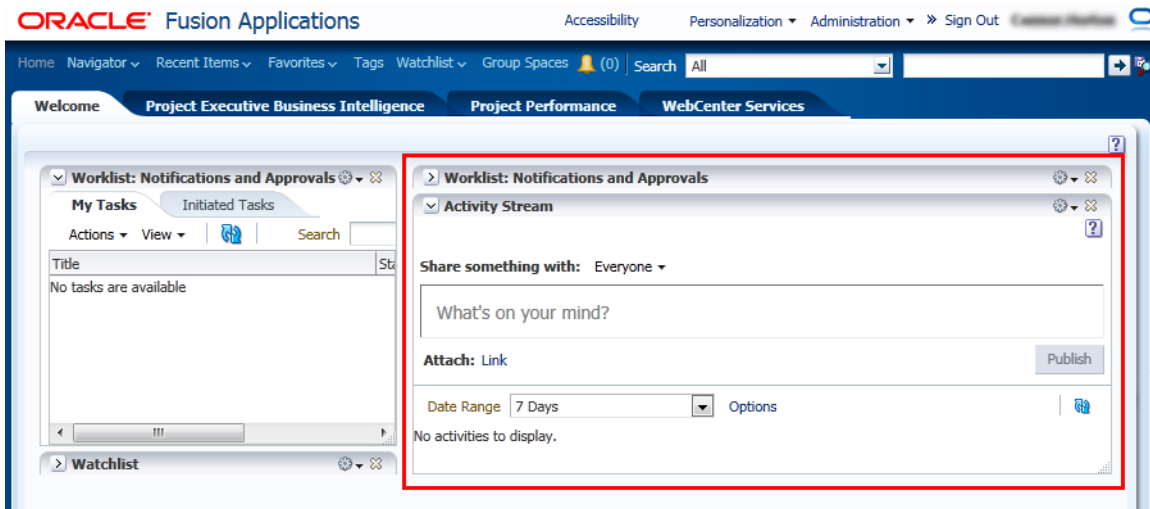 ORACLE Fusion Applications
Accessibility Personalization Administration » Sign Out
Home Navigator Recent Items Favorites Tags Watchlist Group Spaces (0) Search All
Welcome Project Executive Business Intelligence Project Performance WebCenter Services
?
Worklist: Notifications and Approvals
My Tasks Initiated Tasks
Actions View Search
Title
No tasks are available
Watchlist
Worklist: Notifications and Approvals
Activity Stream
?
Share something with: Everyone
What's on your mind?
Attach: Link
Publish
Date Range 7 Days Options
No activities to display.